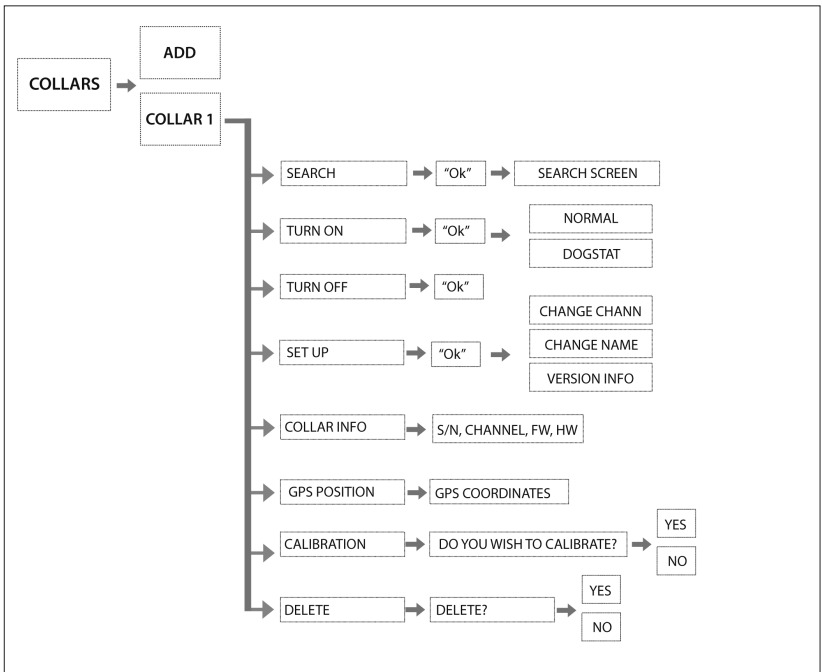 COLLARS
ADD
COLLAR 1
SEARCH
"Ok"
SEARCH SCREEN
TURN ON
"Ok"
NORMAL
DOGSTAT
TURN OFF
"Ok"
SET UP
"Ok"
CHANGE CHANN
CHANGE NAME
VERSION INFO
COLLAR INFO
S/N, CHANNEL, FW, HW
GPS POSITION
GPS COORDINATES
CALIBRATION
DO YOU WISH TO CALIBRATE?
YES
NO
DELETE
DELETE?
YES
NO